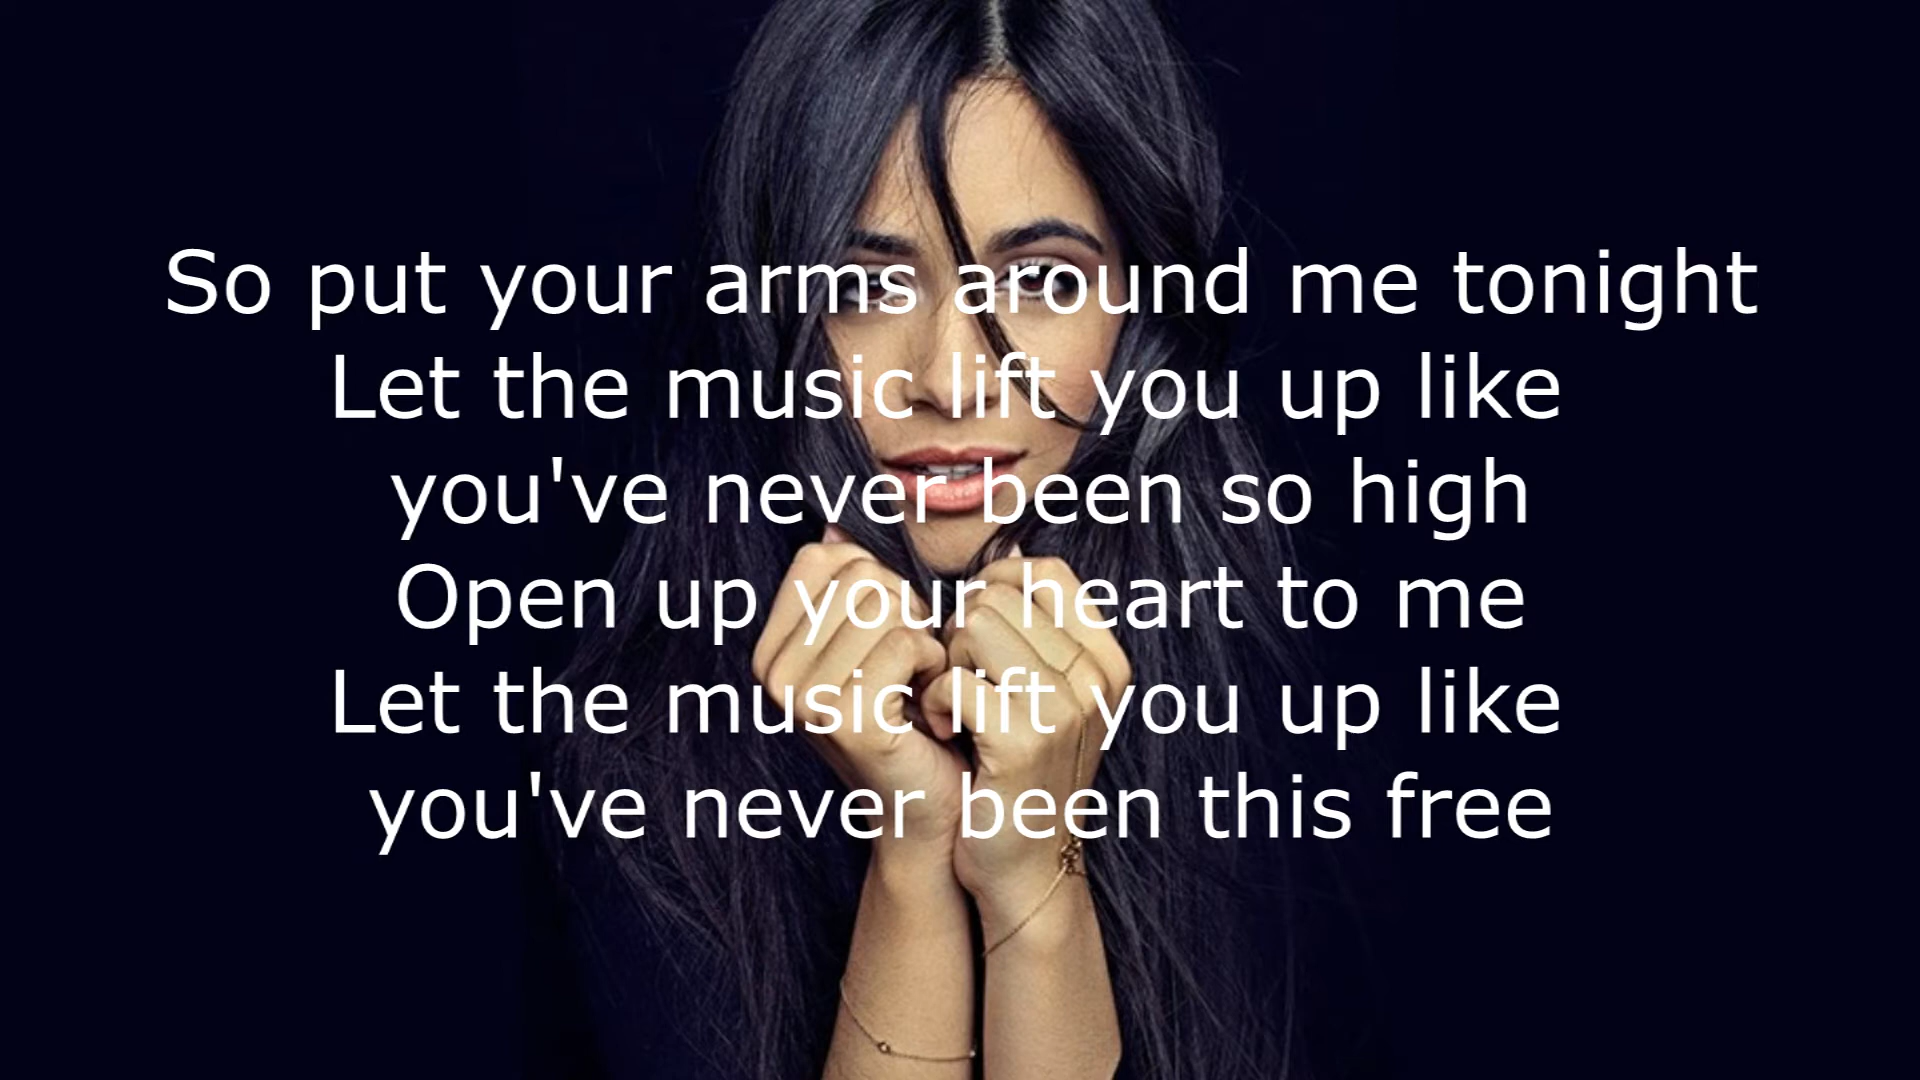 So put your arms around me tonight
Let the music lift you up like
you've never been so high
Open up your heart to me
Let the music lift you up like
you've never been this free